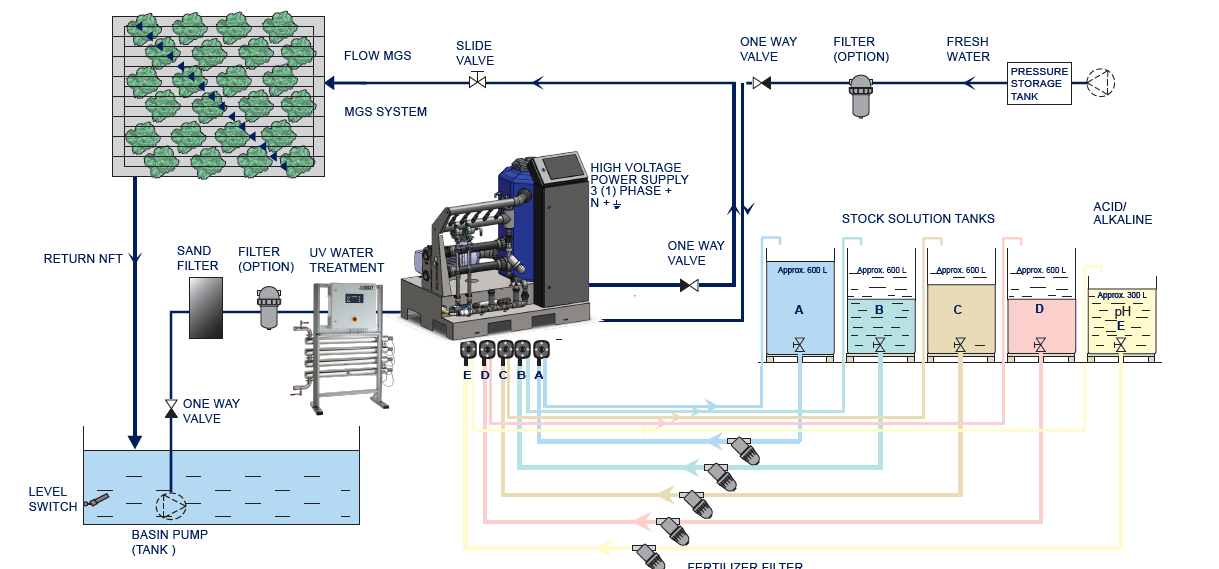 FLOW MGS
MGS SYSTEM
SLIDE
VALVE
ONE WAY
VALVE
FILTER
(OPTION)
FRESH
WATER
PRESSURE
STORAGE
TANK
HIGH VOLTAGE
POWER SUPPLY
3 (1) PHASE +
N +
ONE WAY
VALVE
STOCK SOLUTION TANKS
ACID/
ALKALINE
Approx. 600 L
Approx. 600 L
Approx. 600 L
Approx. 600 L
Approx. 300 L
A
B
C
D
pH
E
RETURN NFT
SAND
FILTER
FILTER
(OPTION)
UV WATER
TREATMENT
E
D
C
B
A
ONE WAY
VALVE
LEVEL
SWITCH
BASIN PUMP
(TANK )
FERTILIZER FILTER